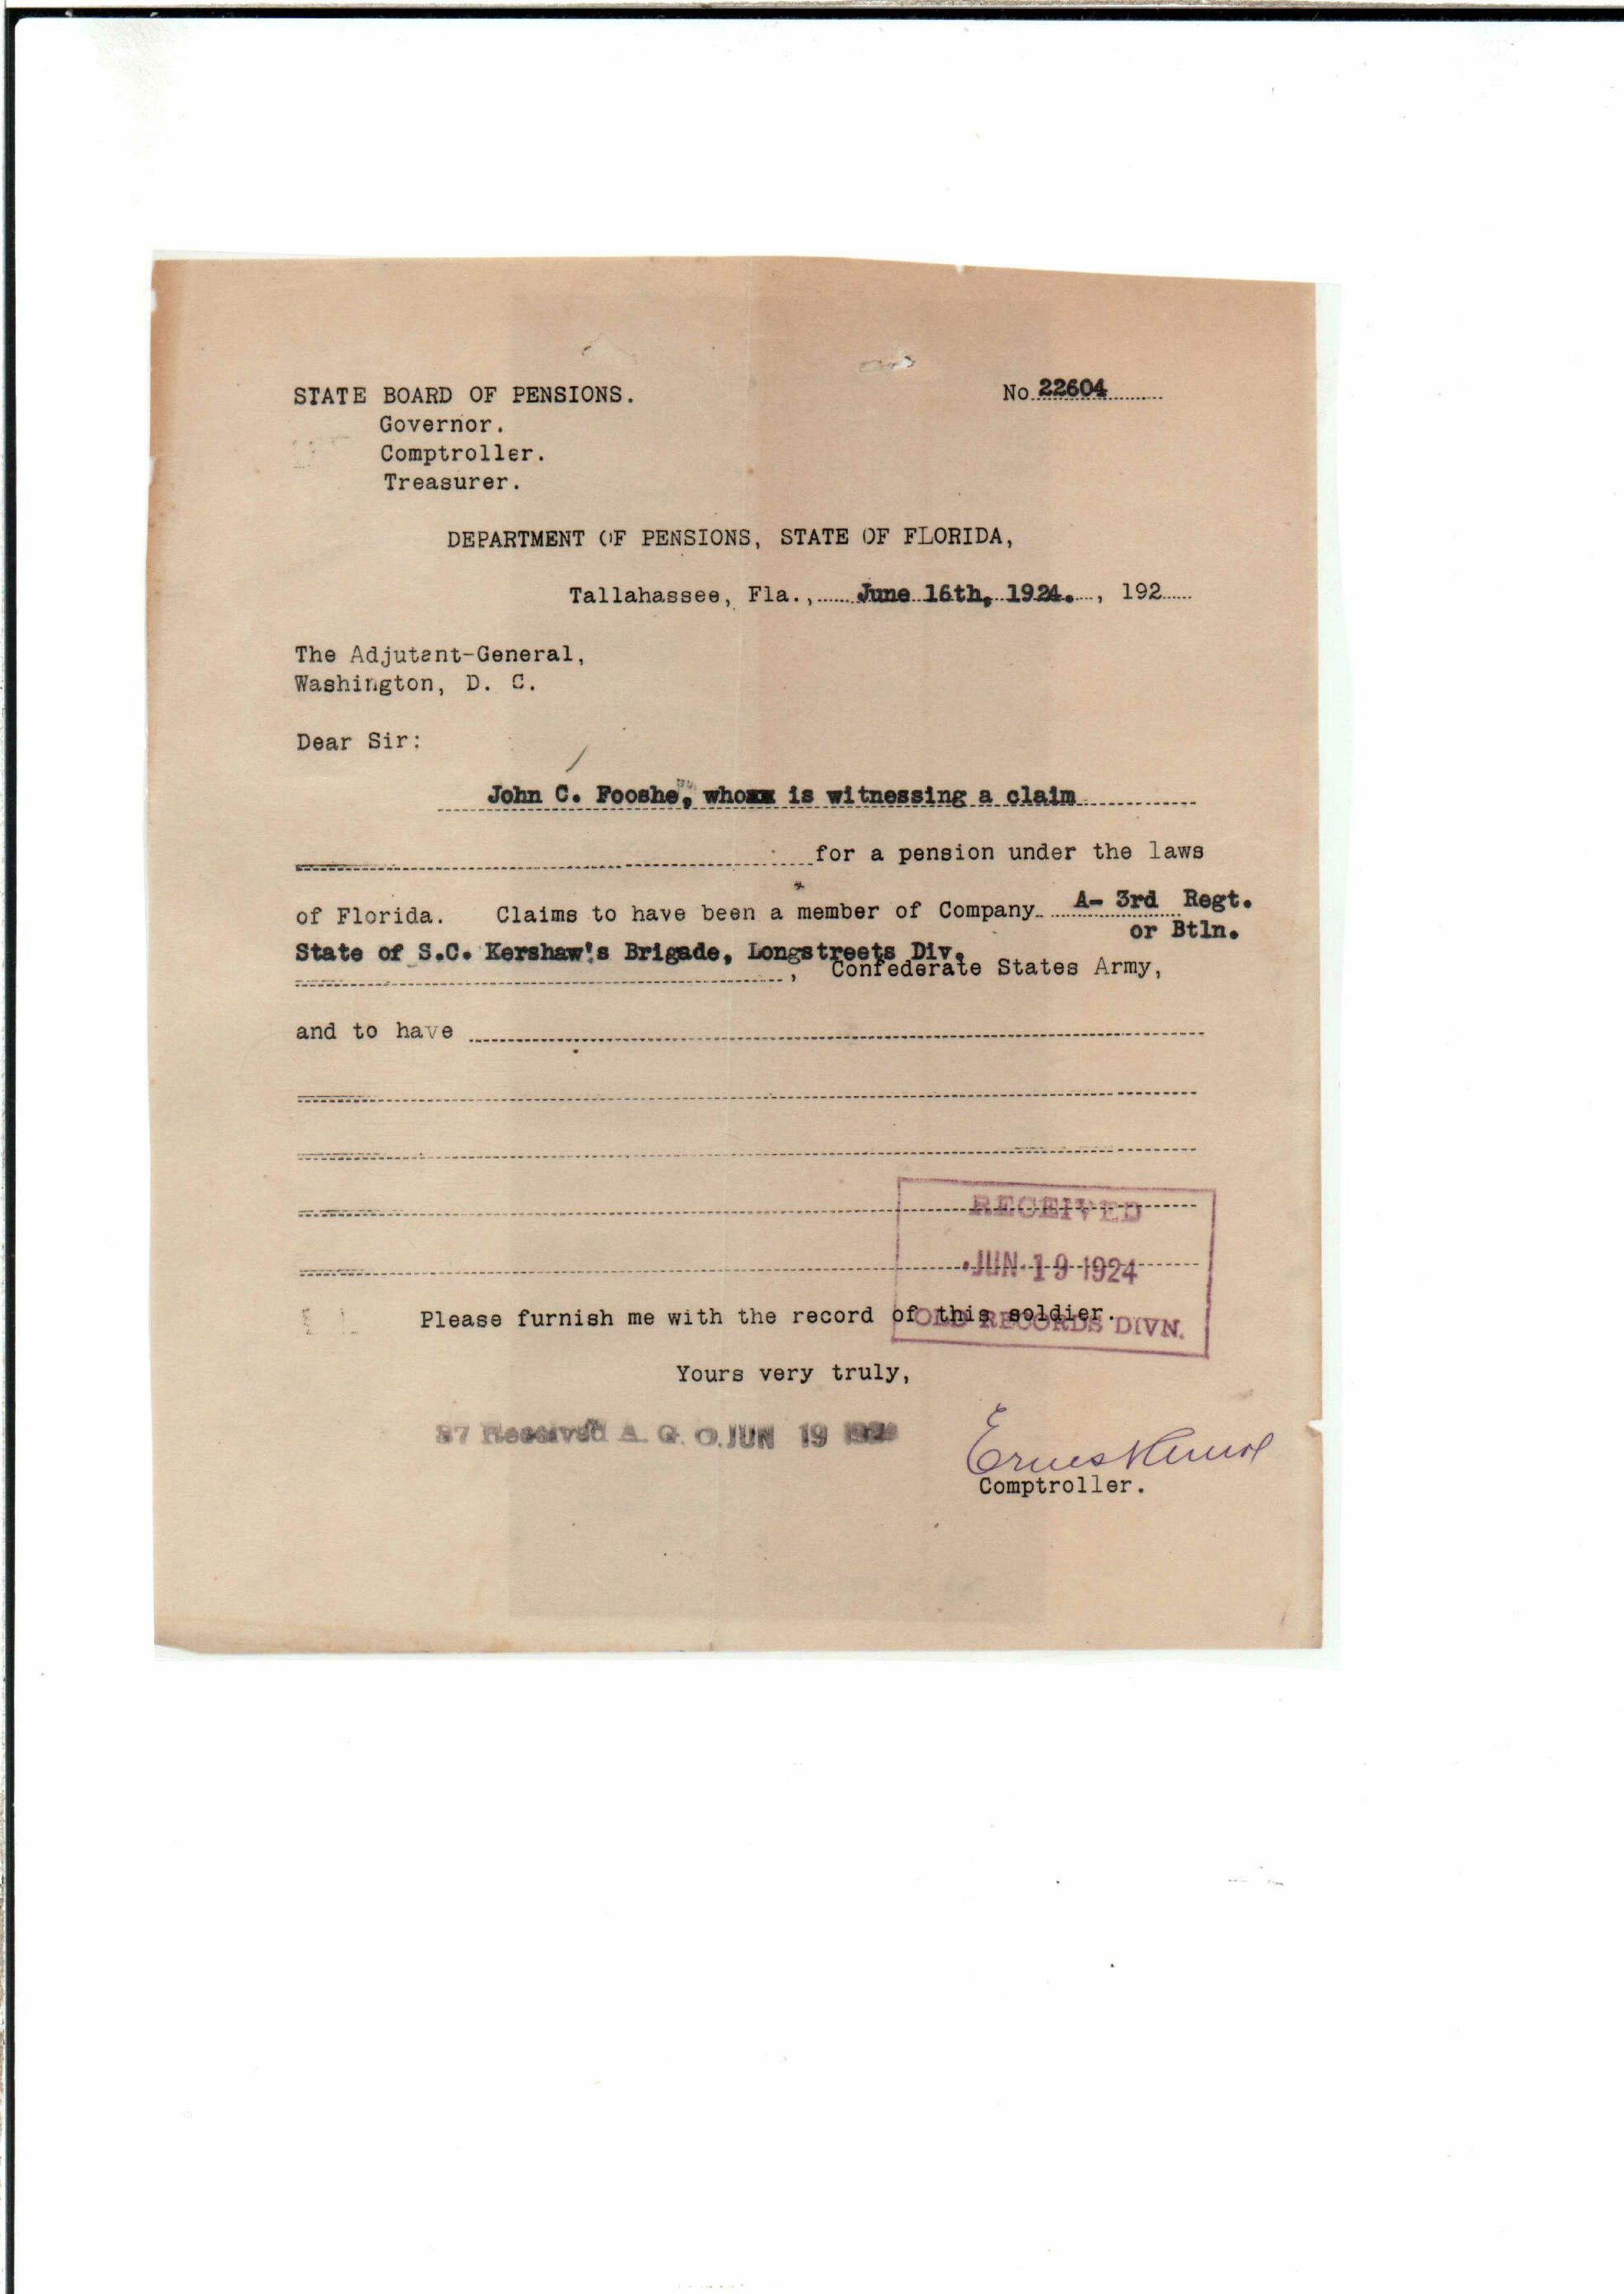 STATE BOARD OF PENSIONS.
No. 22604
Governor.
Comptroller.
Treasurer.
DEPARTMENT OF PENSIONS, STATE OF FLORIDA,
Tallahassee, Fla., June 16th, 1924. , 192
The Adjutant-General,
Washington, D. C.
Dear Sir:
John C. Fooshe, whoxx is witnessing a claim
for a pension under the laws
of Florida. Claims to have been a member of Company A- 3rd Regt.
or Btln.
State of S.C. Kershaw's Brigade, Longstreets Div.
, Confederate States Army,
and to have
RECEIVED
JUN 19 1924
OLD RECORDS DIVN.
Please furnish me with the record of this soldier.
Yours very truly,
37 Received A. G. O. JUN 19 1924
Ernest Amos
Comptroller.